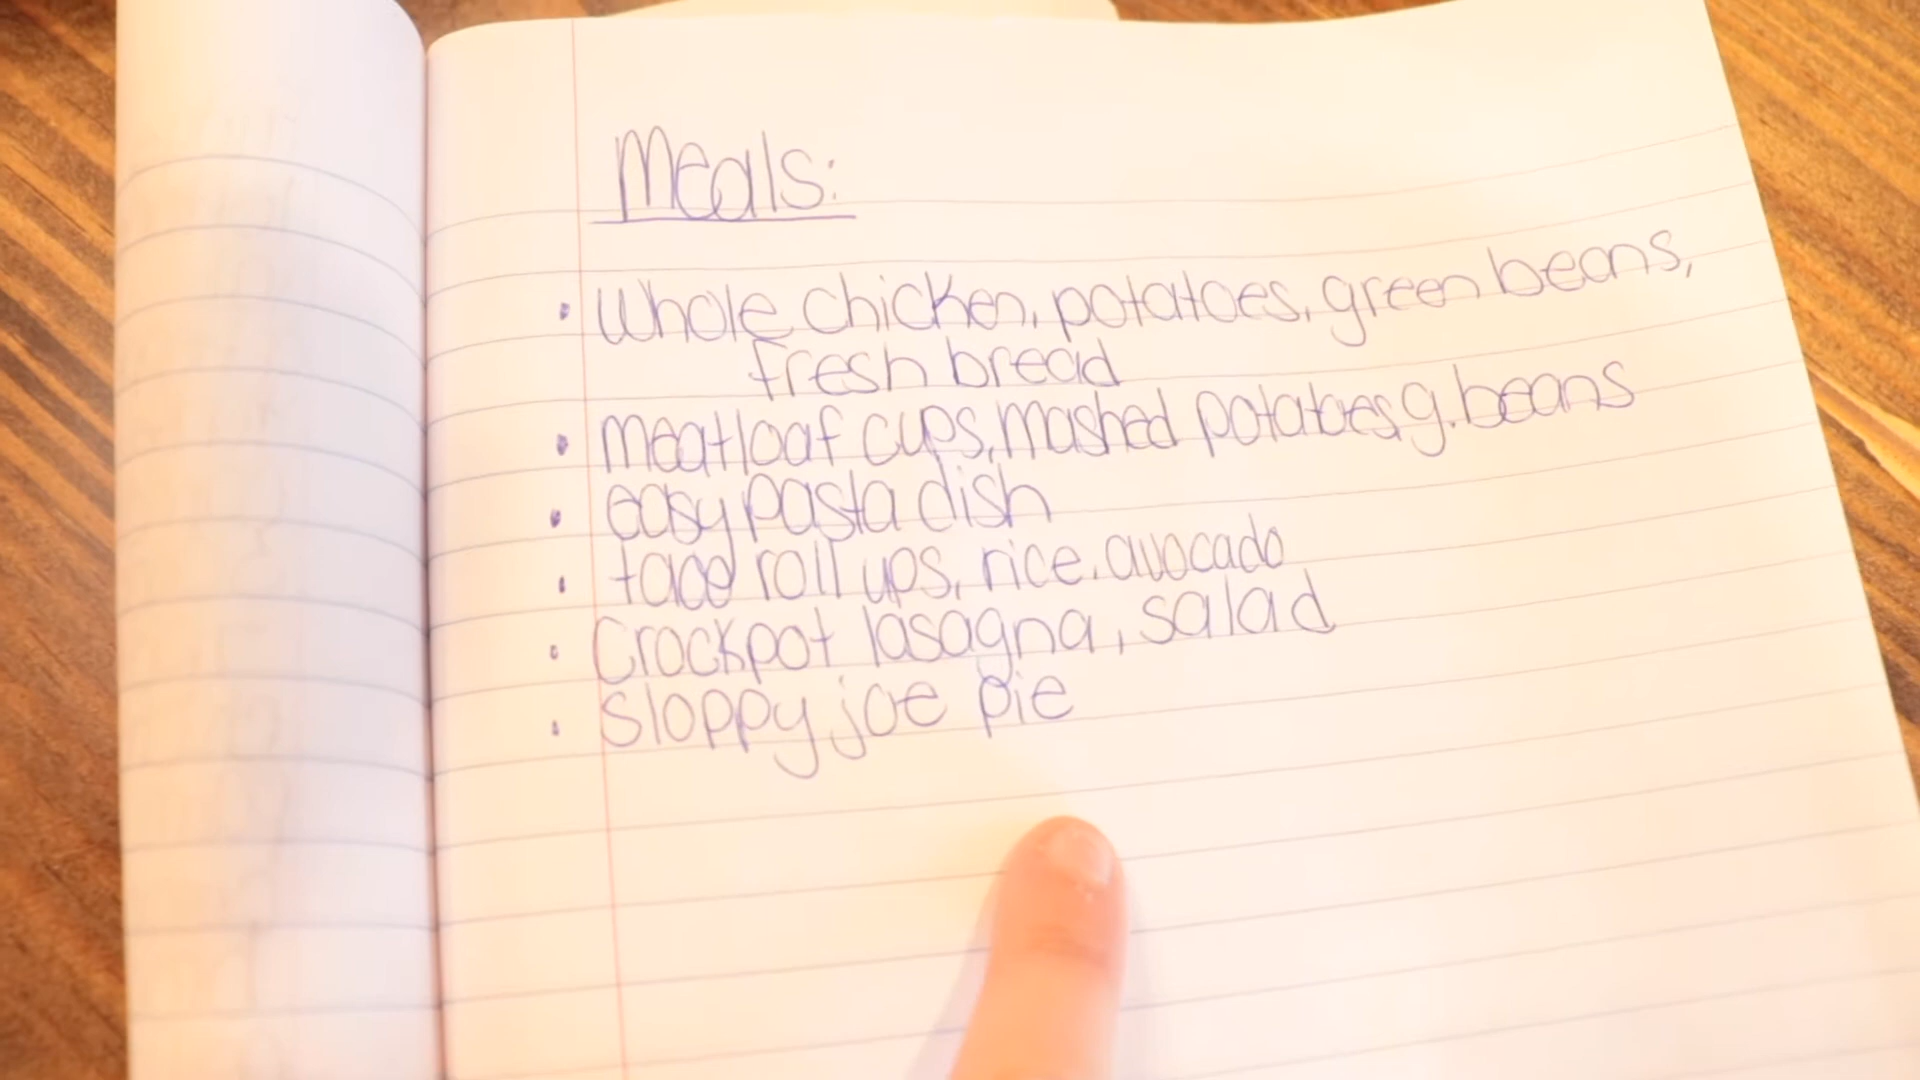 Meals:
• Whole chicken, potatoes, green beans,
fresh bread
• meatloaf cups, mashed potatoes, g. beans
• easy pasta dish
• taco roll ups, rice, avocado
• Crockpot lasagna, salad
• Sloppy joe pie